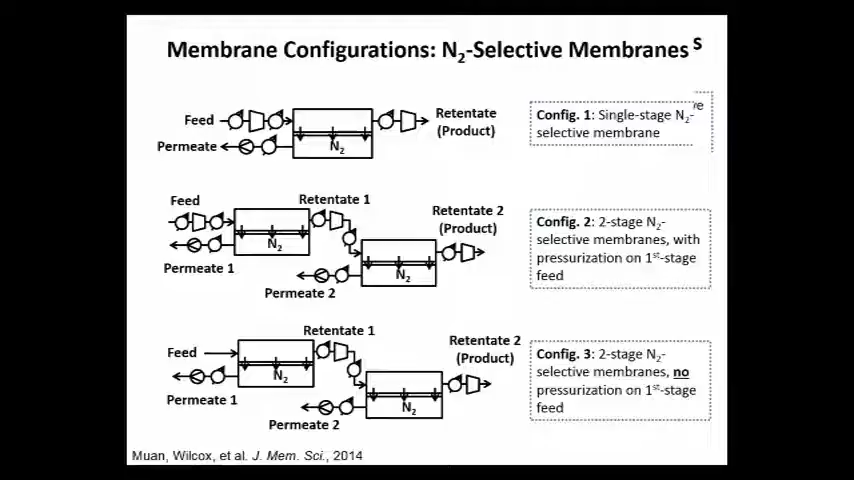 Membrane Configurations: N2-Selective Membranes s
Feed
Retentate
(Product)
Permeate
N2
Config. 1: Single-stage N2-
selective membrane
Feed
Retentate 1
Retentate 2
(Product)
N2
N2
Permeate 1
Permeate 2
Config. 2: 2-stage N2-
selective membranes, with
pressurization on 1st-stage
feed
Retentate 1
Feed
Retentate 2
(Product)
N2
N2
Permeate 1
Permeate 2
Config. 3: 2-stage N2-
selective membranes, no
pressurization on 1st-stage
feed
Muan, Wilcox, et al. J. Mem. Sci., 2014